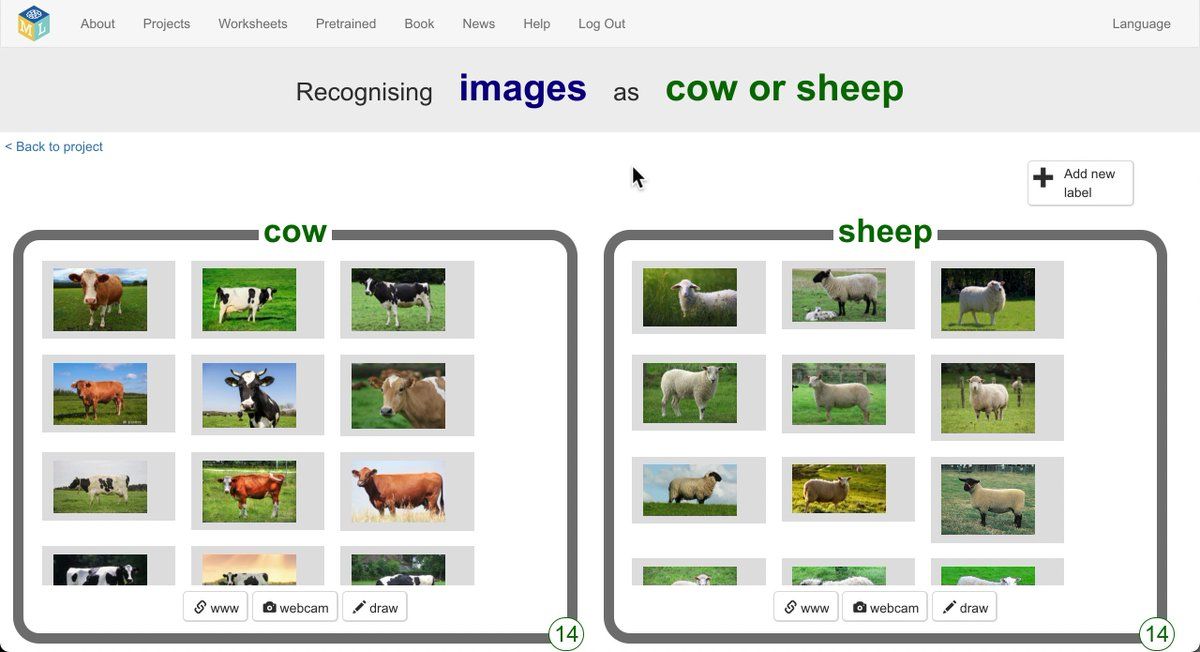 M L
About Projects Worksheets Pretrained Book News Help Log Out Language
Recognising images as cow or sheep
< Back to project
Add new
label
cow
sheep
www webcam draw
14
www webcam draw
14